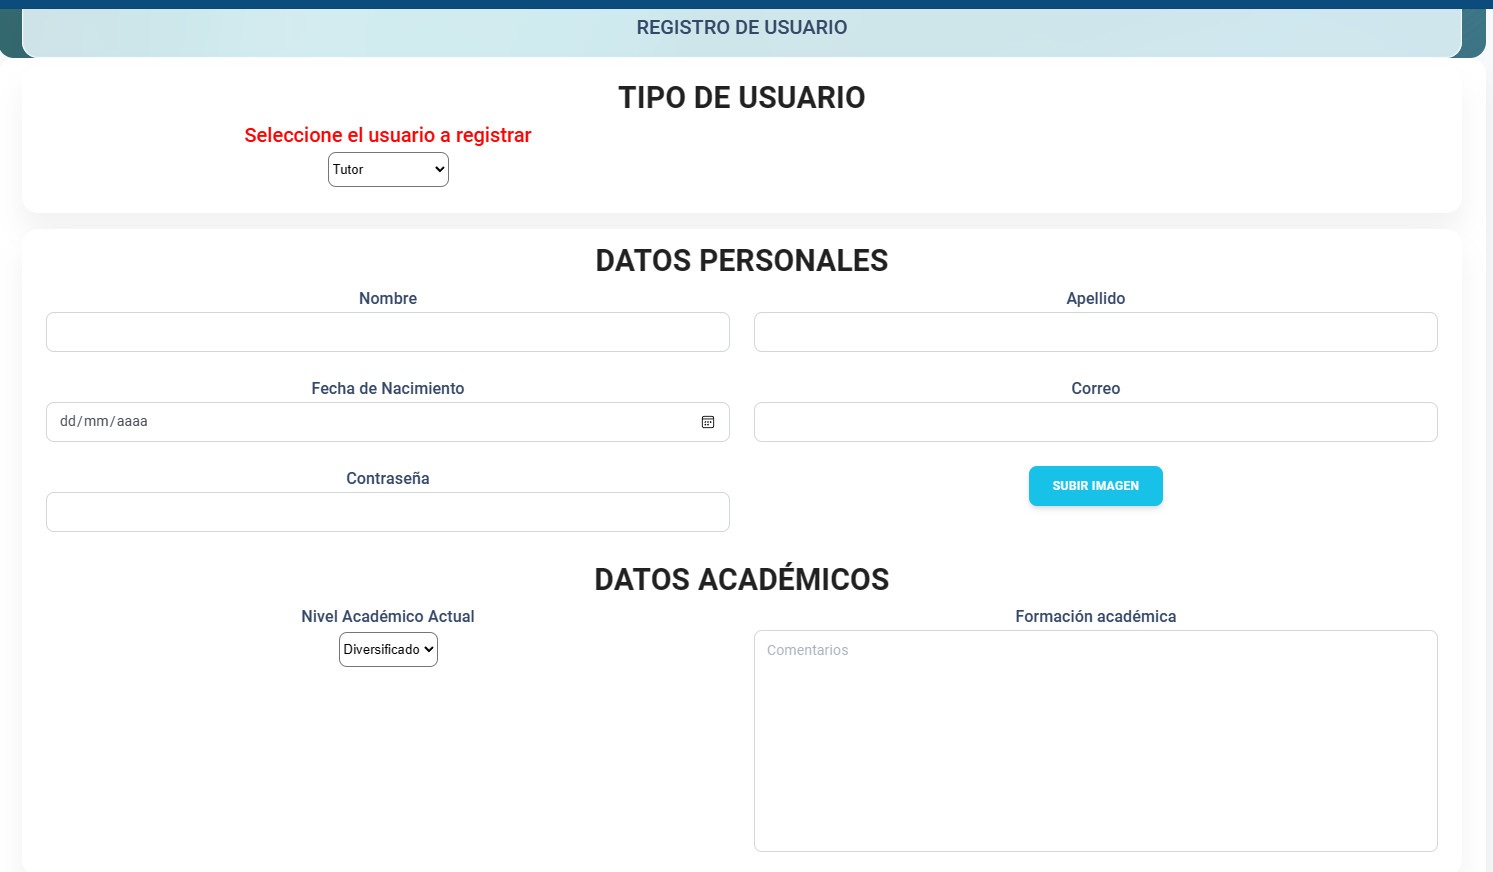 REGISTRO DE USUARIO
TIPO DE USUARIO
Seleccione el usuario a registrar
Tutor
DATOS PERSONALES
Nombre
Apellido
Fecha de Nacimiento
Correo
dd/mm/aaaa
Contraseña
SUBIR IMAGEN
DATOS ACADÉMICOS
Nivel Académico Actual
Formación académica
Diversificado
Comentarios